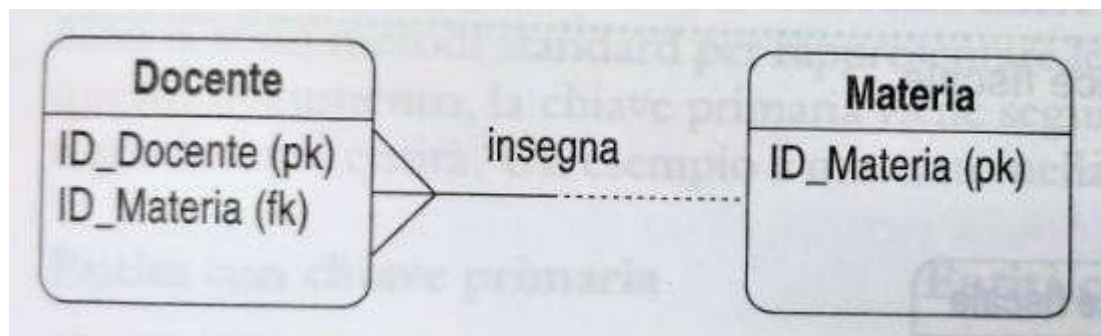 Docente
ID_Docente (pk)
ID_Materia (fk)
insegna
Materia
ID_Materia (pk)